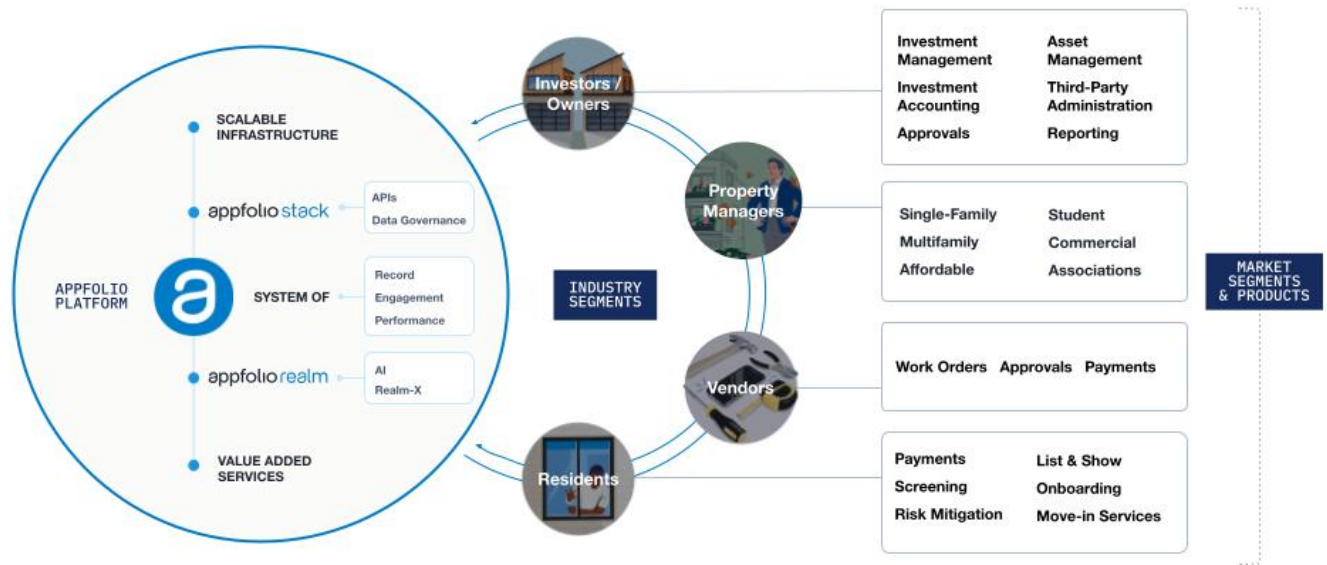 APPFOLIO
PLATFORM
SCALABLE
INFRASTRUCTURE
appfolio stack
APIs
Data Governance
a
SYSTEM OF
Record
Engagement
Performance
appfolio realm
AI
Realm-X
VALUE ADDED
SERVICES
INDUSTRY
SEGMENTS
Investors /
Owners
Property
Managers
Vendors
Residents
Investment
Management
Asset
Management
Investment
Accounting
Third-Party
Administration
Approvals
Reporting
Single-Family
Student
Multifamily
Commercial
Affordable
Associations
Work Orders Approvals Payments
Payments
List & Show
Screening
Onboarding
Risk Mitigation
Move-in Services
MARKET
SEGMENTS
& PRODUCTS